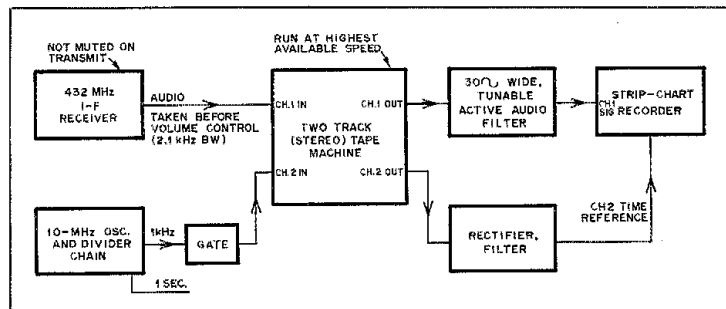 NOT MUTED ON
TRANSMIT
432 MHz
I-F
RECEIVER
AUDIO
TAKEN BEFORE
VOLUME CONTROL
(2.1 kHz BW)
RUN AT HIGHEST
AVAILABLE SPEED
CH.1 IN
CH.1 OUT
TWO TRACK
(STEREO) TAPE
MACHINE
CH.2 IN
CH.2 OUT
30∿ WIDE,
TUNABLE
ACTIVE AUDIO
FILTER
STRIP-CHART
RECORDER
CH1
SIG
10-MHz OSC.
AND DIVIDER
CHAIN
1kHz
GATE
1 SEC.
RECTIFIER,
FILTER
CH2 TIME
REFERENCE